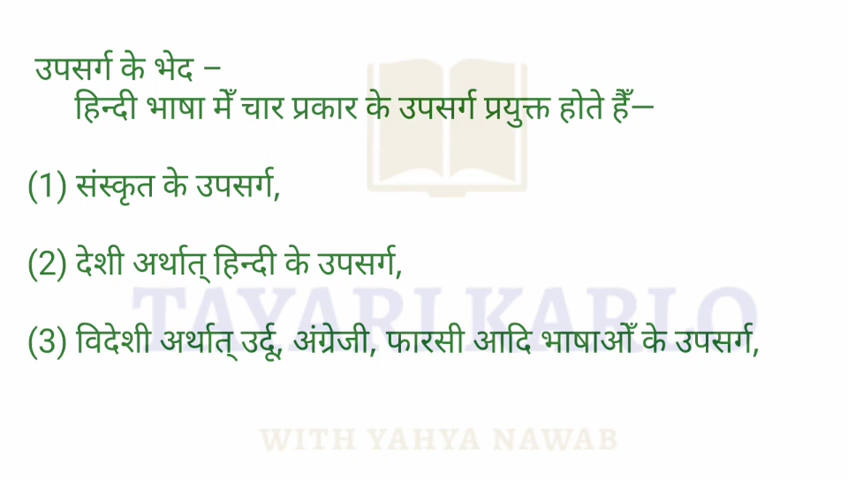 उपसर्ग के भेद –
हिन्दी भाषा मेँ चार प्रकार के उपसर्ग प्रयुक्त होते हैँ—
(1) संस्कृत के उपसर्ग,
(2) देशी अर्थात् हिन्दी के उपसर्ग,
TAYARI KARLO
(3) विदेशी अर्थात् उर्दू, अंग्रेजी, फारसी आदि भाषाओँ के उपसर्ग,
WITH YAHYA NAWAB